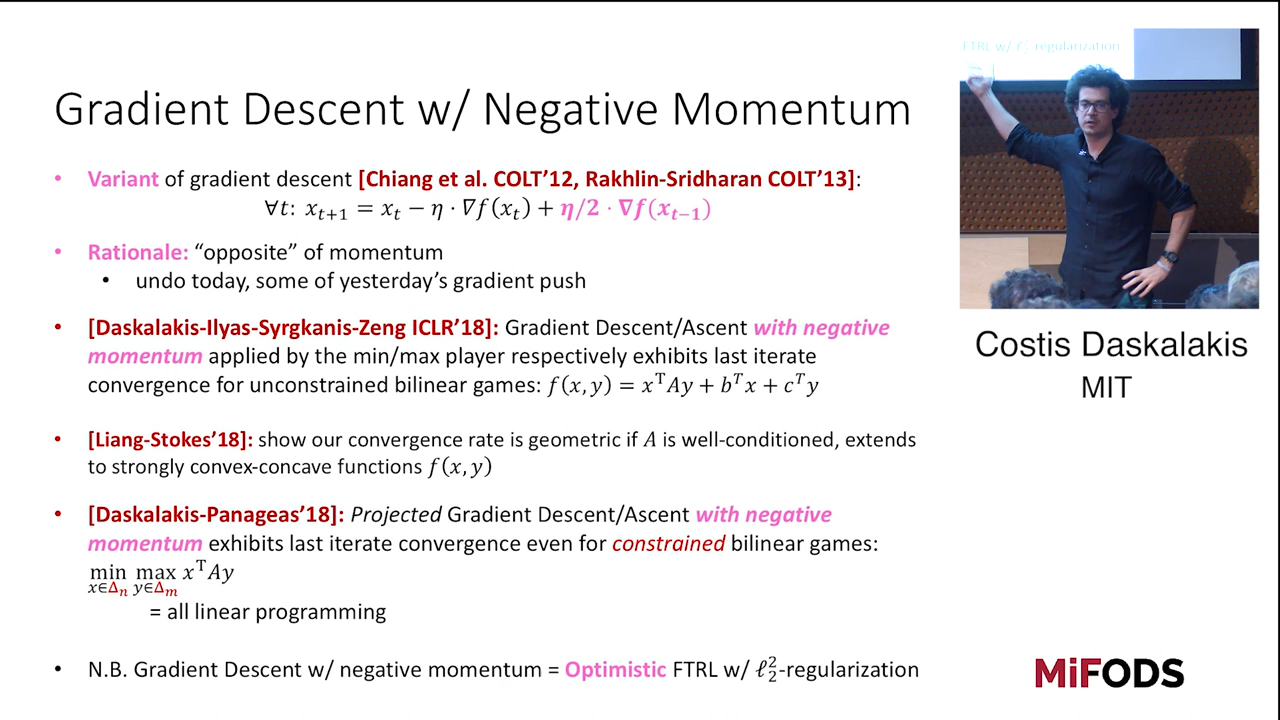 Gradient Descent w/ Negative Momentum
• Variant of gradient descent [Chiang et al. COLT’12, Rakhlin-Sridharan COLT’13]:
∀t: x_{t+1} = x_t − η · ∇f(x_t) + η/2 · ∇f(x_{t−1})
• Rationale: “opposite” of momentum
• undo today, some of yesterday’s gradient push
• [Daskalakis-Ilyas-Syrgkanis-Zeng ICLR’18]: Gradient Descent/Ascent with negative
momentum applied by the min/max player respectively exhibits last iterate
convergence for unconstrained bilinear games: f(x, y) = x^T Ay + b^T x + c^T y
• [Liang-Stokes’18]: show our convergence rate is geometric if A is well-conditioned, extends
to strongly convex-concave functions f(x, y)
• [Daskalakis-Panageas’18]: Projected Gradient Descent/Ascent with negative
momentum exhibits last iterate convergence even for constrained bilinear games:
min_{x∈Δ_n} max_{y∈Δ_m} x^T Ay
= all linear programming
• N.B. Gradient Descent w/ negative momentum = Optimistic FTRL w/ ℓ_2^2-regularization
FTRL w/ ℓ_2^2-regularization
Costis Daskalakis
MIT
MiFODS